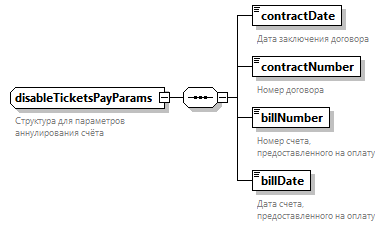 contractDate
Дата заключения договора
contractNumber
Номер договора
disableTicketsPayParams
Структура для параметров
аннулирования счёта
billNumber
Номер счета,
предоставленного на оплату
billDate
Дата счета,
предоставленного на оплату